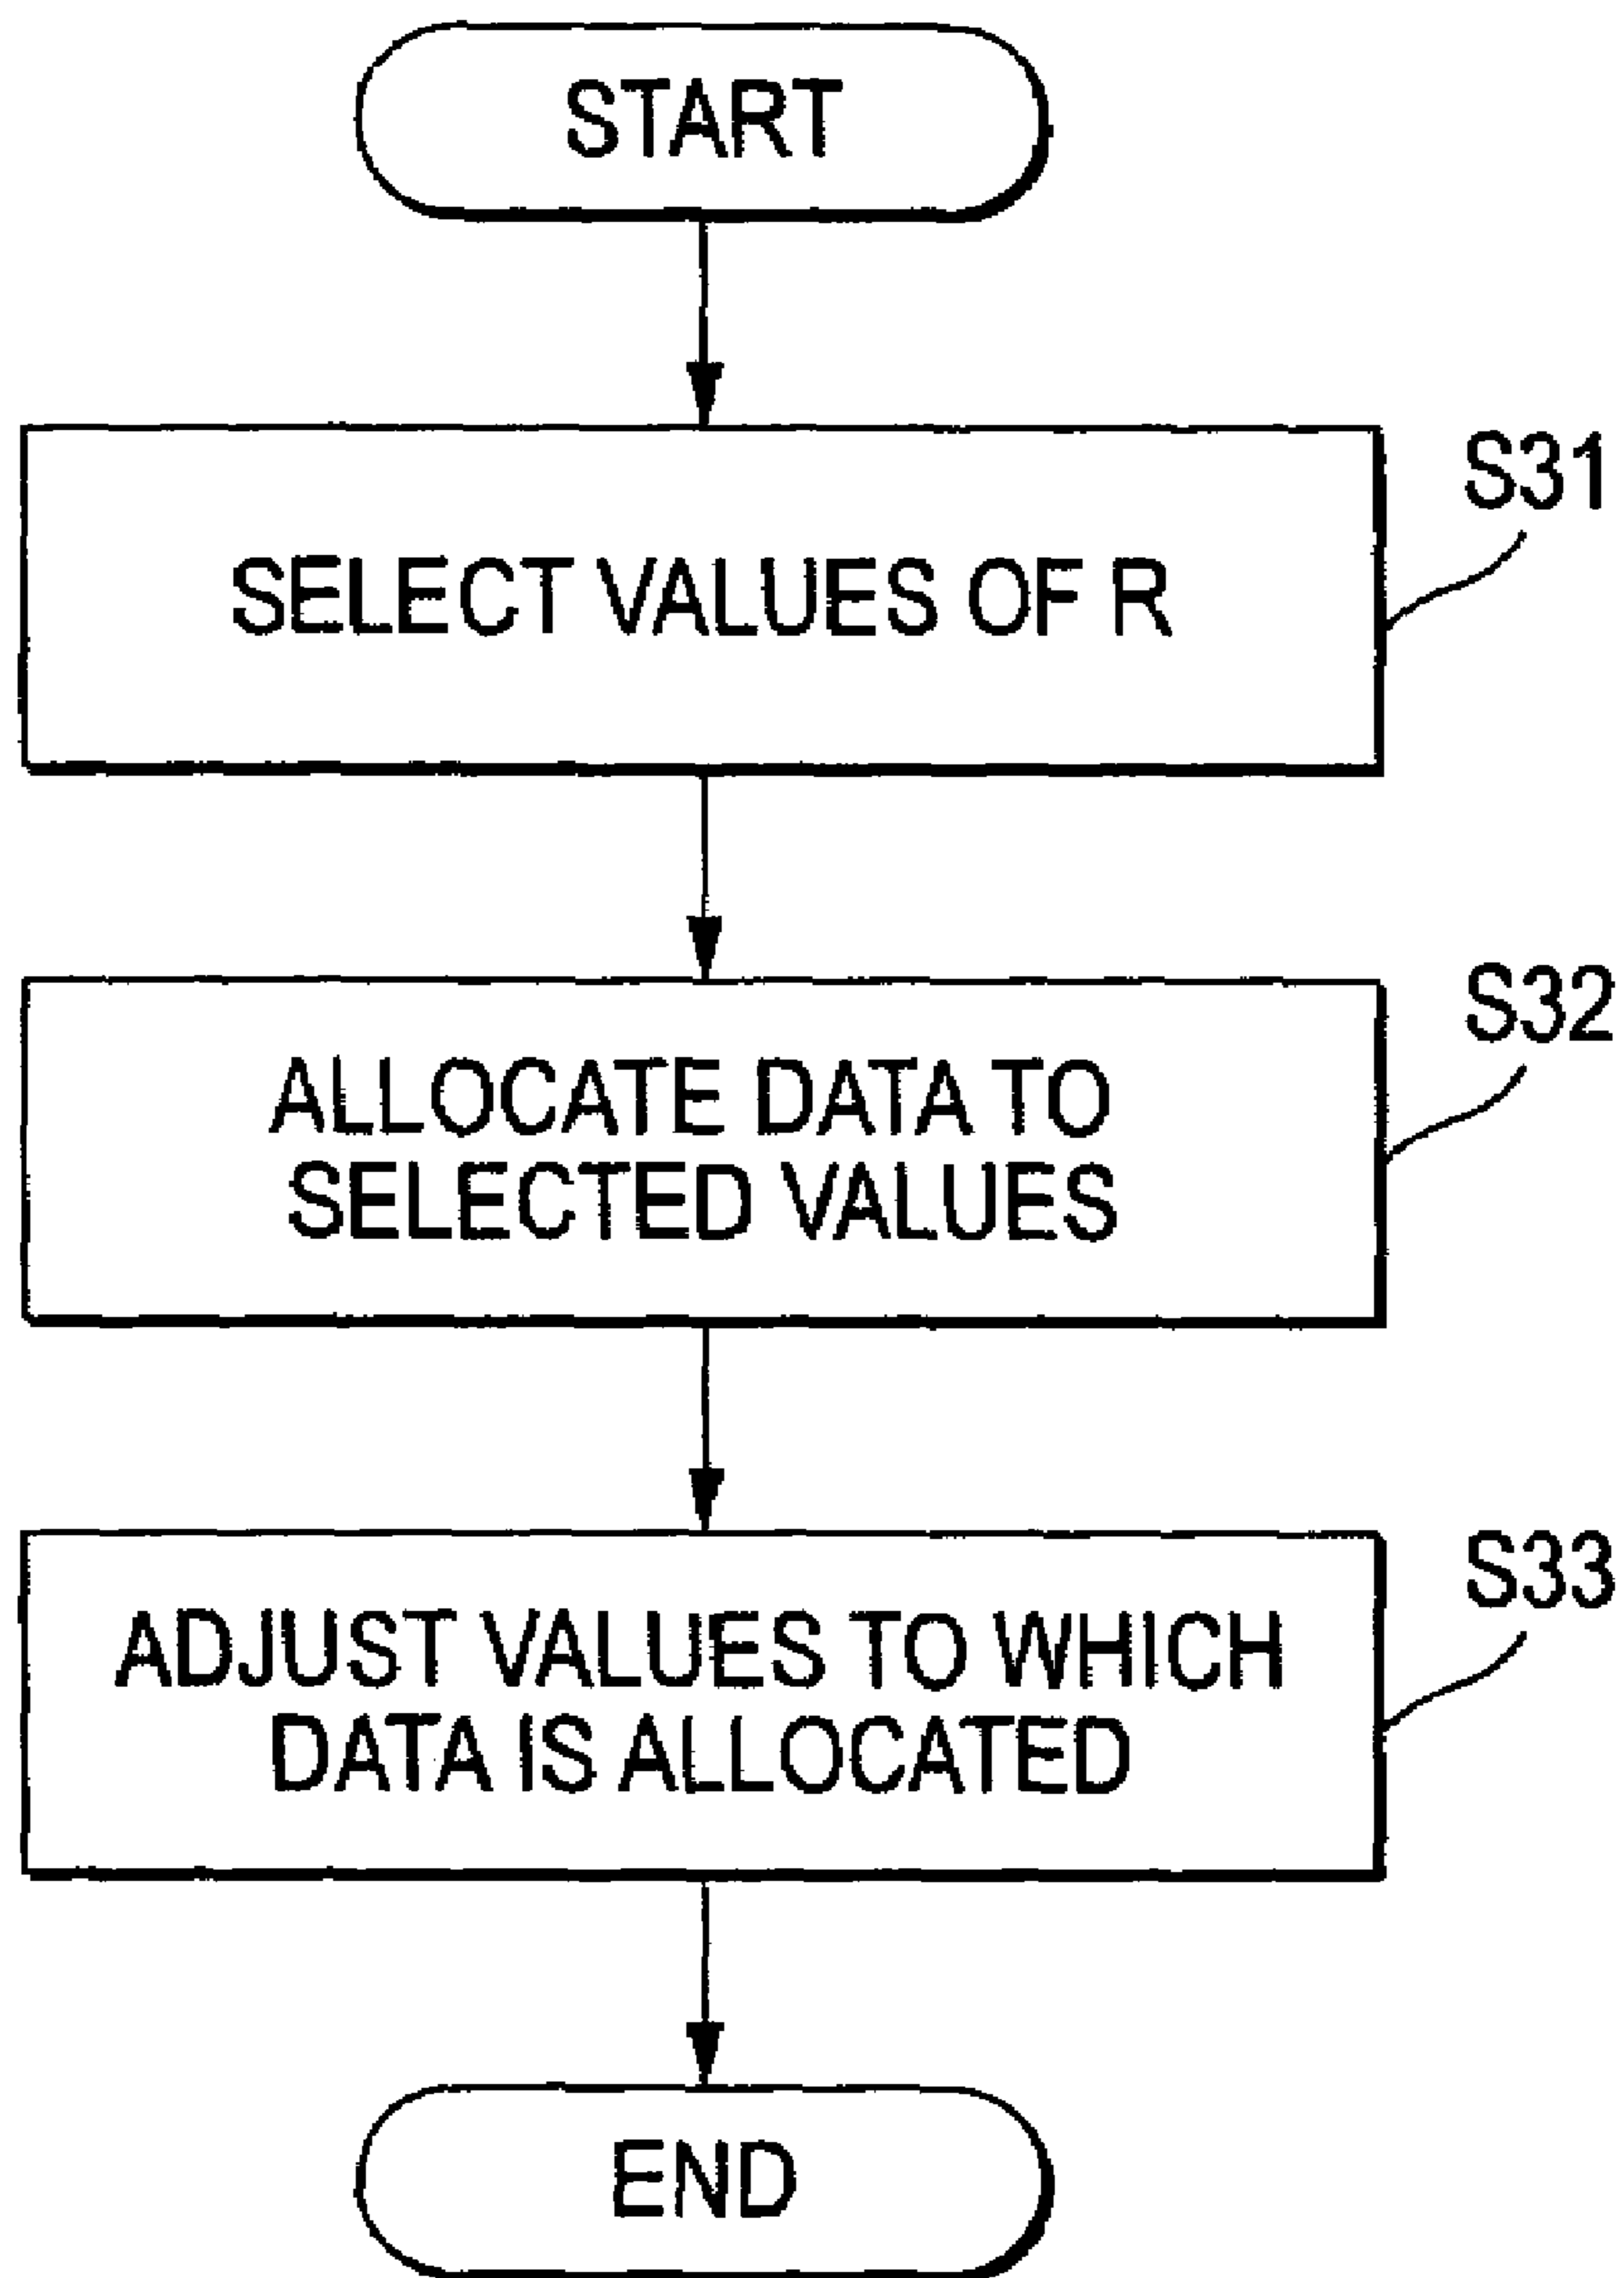 START
S31
SELECT VALUES OF R
S32
ALLOCATE DATA TO
SELECTED VALUES
S33
ADJUST VALUES TO WHICH
DATA IS ALLOCATED
END